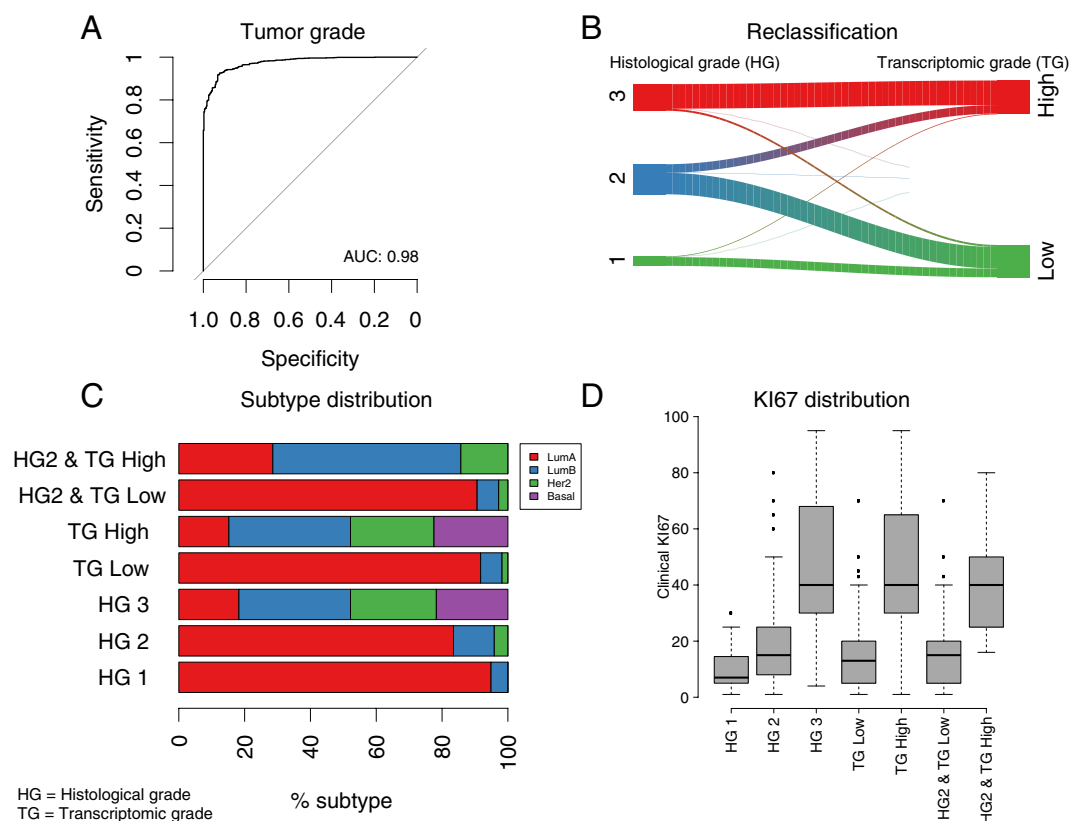 A
Tumor grade
Sensitivity
1
0.8
0.6
0.4
0.2
0
AUC: 0.98
1.0 0.8 0.6 0.4 0.2 0
Specificity
B
Reclassification
Histological grade (HG) Transcriptomic grade (TG)
3
2
1
High
Low
C
Subtype distribution
HG2 & TG High
HG2 & TG Low
TG High
TG Low
HG 3
HG 2
HG 1
LumA
LumB
Her2
Basal
0 20 40 60 80 100
% subtype
HG = Histological grade
TG = Transcriptomic grade
D
KI67 distribution
Clinical KI67
100
80
60
40
20
0
HG 1
HG 2
HG 3
TG Low
TG High
HG2 & TG Low
HG2 & TG High